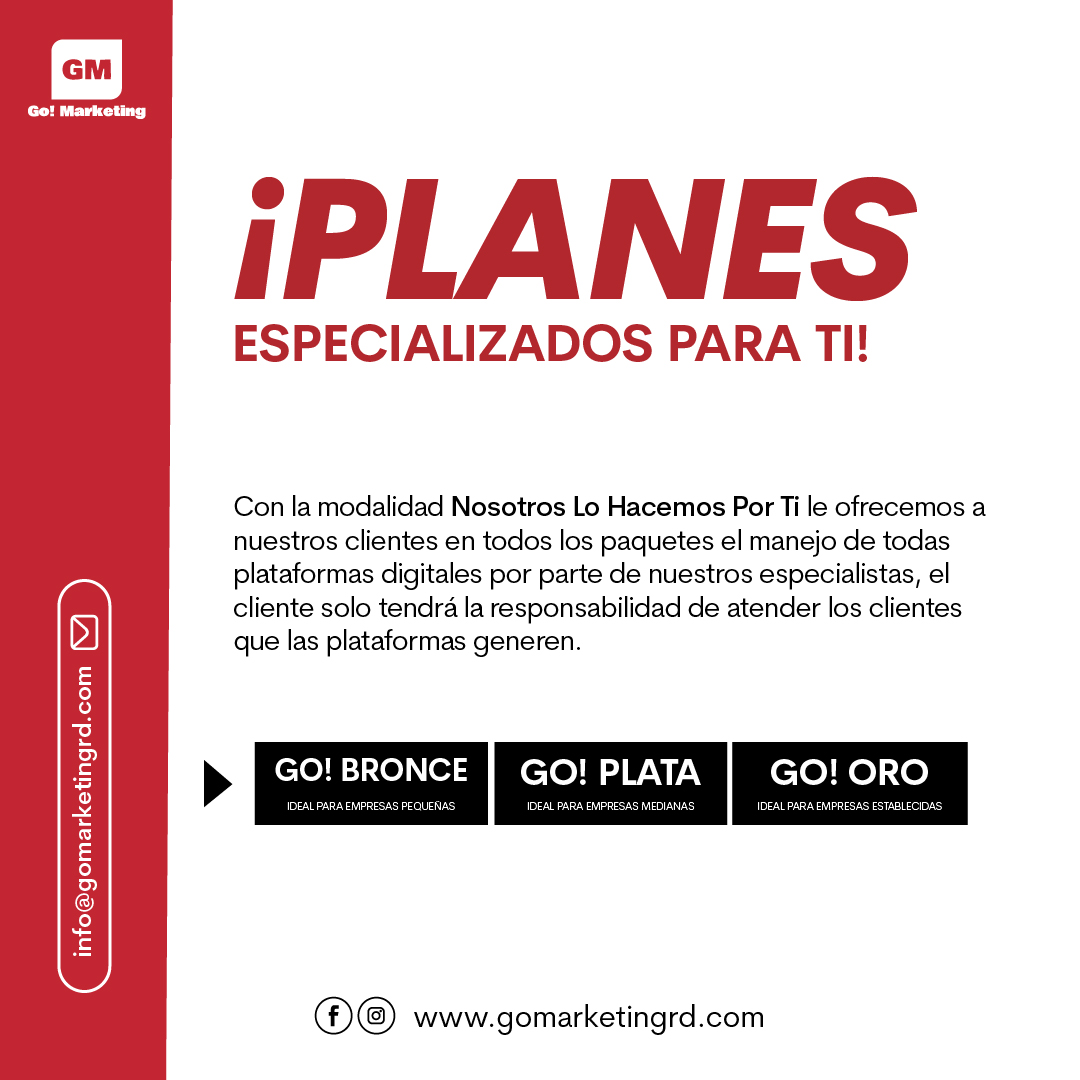 GM
Go! Marketing
¡PLANES
ESPECIALIZADOS PARA TI!
Con la modalidad Nosotros Lo Hacemos Por Ti le ofrecemos a
nuestros clientes en todos los paquetes el manejo de todas
plataformas digitales por parte de nuestros especialistas, el
cliente solo tendrá la responsabilidad de atender los clientes
que las plataformas generen.
GO! BRONCE
IDEAL PARA EMPRESAS PEQUEÑAS
GO! PLATA
IDEAL PARA EMPRESAS MEDIANAS
GO! ORO
IDEAL PARA EMPRESAS ESTABLECIDAS
info@gomarketingrd.com
www.gomarketingrd.com